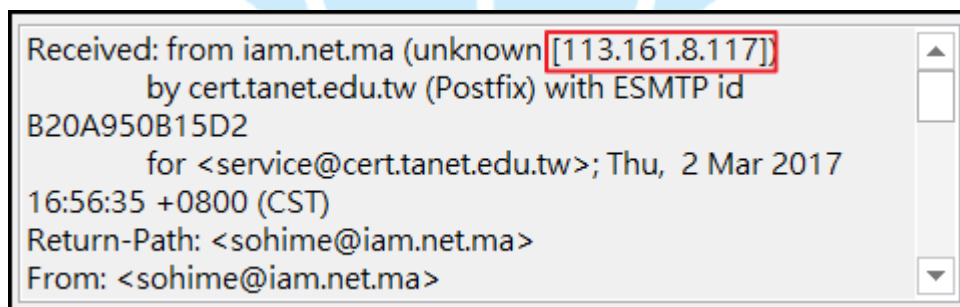 Received: from iam.net.ma (unknown [113.161.8.117])
by cert.tanet.edu.tw (Postfix) with ESMTP id
B20A950B15D2
for <service@cert.tanet.edu.tw>; Thu,  2 Mar 2017
16:56:35 +0800 (CST)
Return-Path: <sohime@iam.net.ma>
From: <sohime@iam.net.ma>